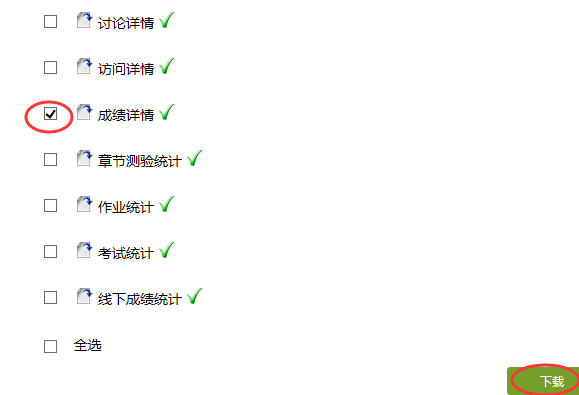 讨论详情
访问详情
成绩详情
章节测验统计
作业统计
考试统计
线下成绩统计
全选
下载